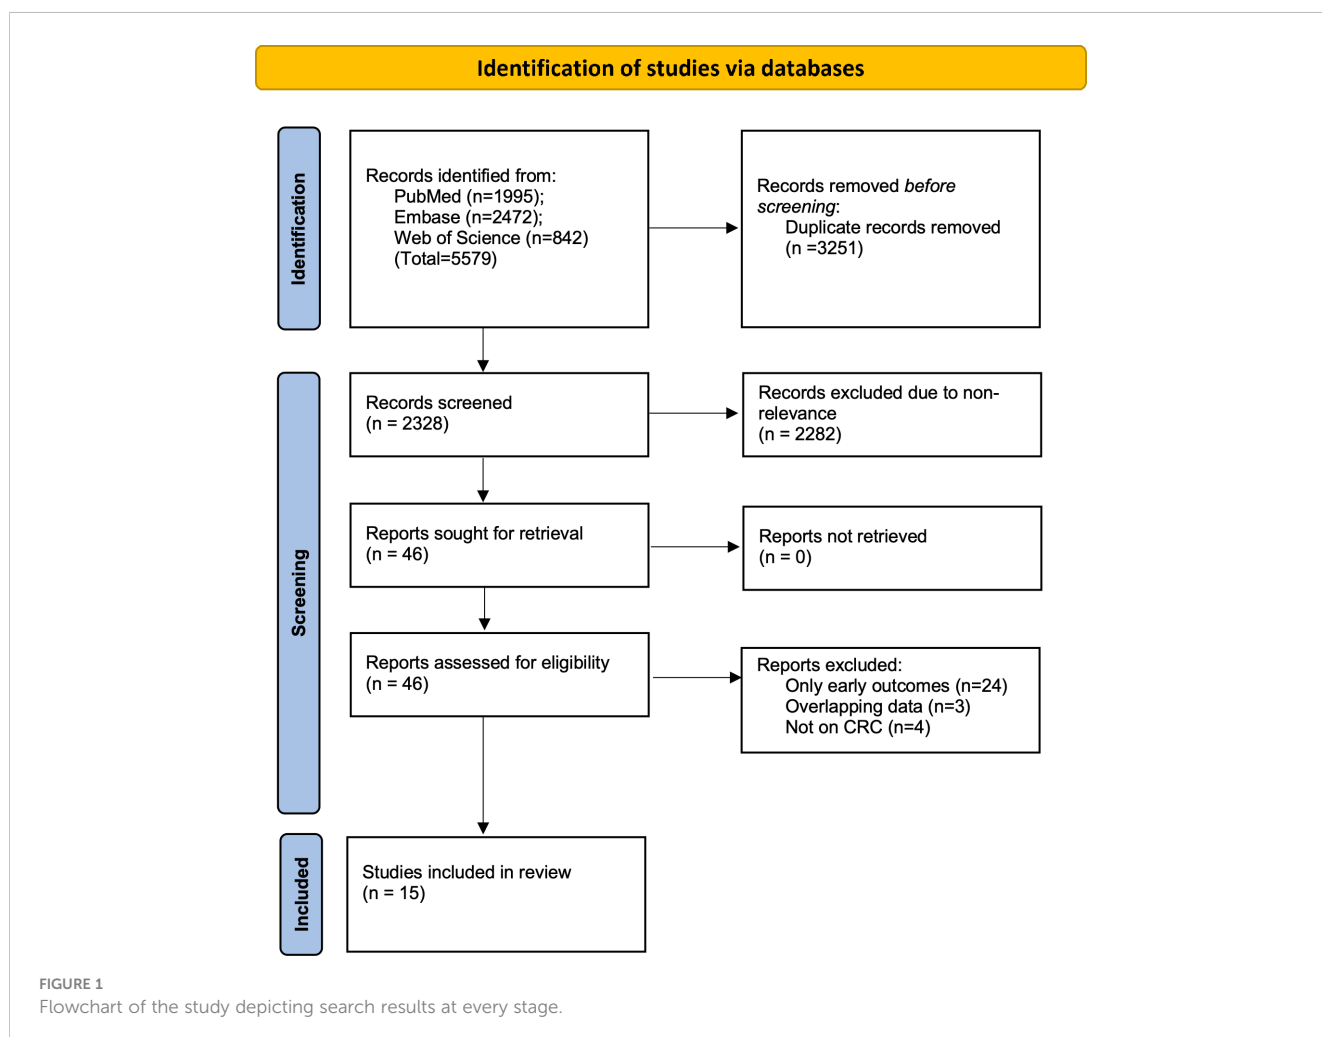 Identification of studies via databases
Identification
Records identified from:
PubMed (n=1995);
Embase (n=2472);
Web of Science (n=842)
(Total=5579)
Records removed before
screening:
Duplicate records removed
(n =3251)
Screening
Records screened
(n = 2328)
Records excluded due to non-
relevance
(n = 2282)
Reports sought for retrieval
(n = 46)
Reports not retrieved
(n = 0)
Reports assessed for eligibility
(n = 46)
Reports excluded:
Only early outcomes (n=24)
Overlapping data (n=3)
Not on CRC (n=4)
Included
Studies included in review
(n = 15)
FIGURE 1
Flowchart of the study depicting search results at every stage.